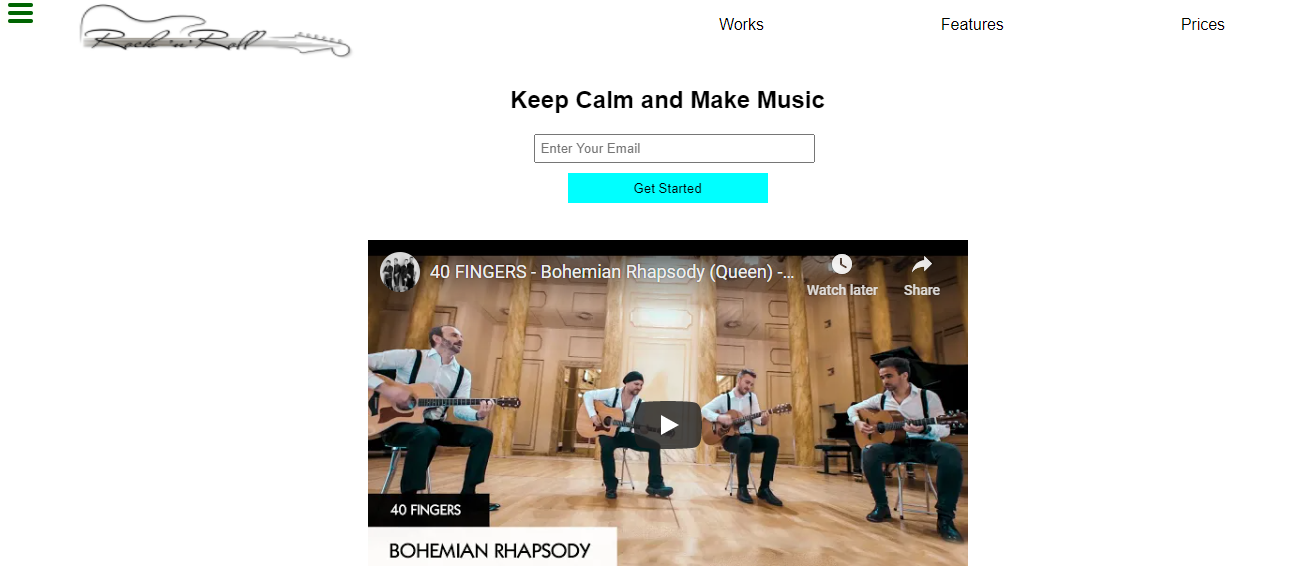 Rock 'n' Roll
Works
Features
Prices
Keep Calm and Make Music
Enter Your Email
Get Started
40 FINGERS - Bohemian Rhapsody (Queen) -...
Watch later
Share
40 FINGERS
BOHEMIAN RHAPSODY